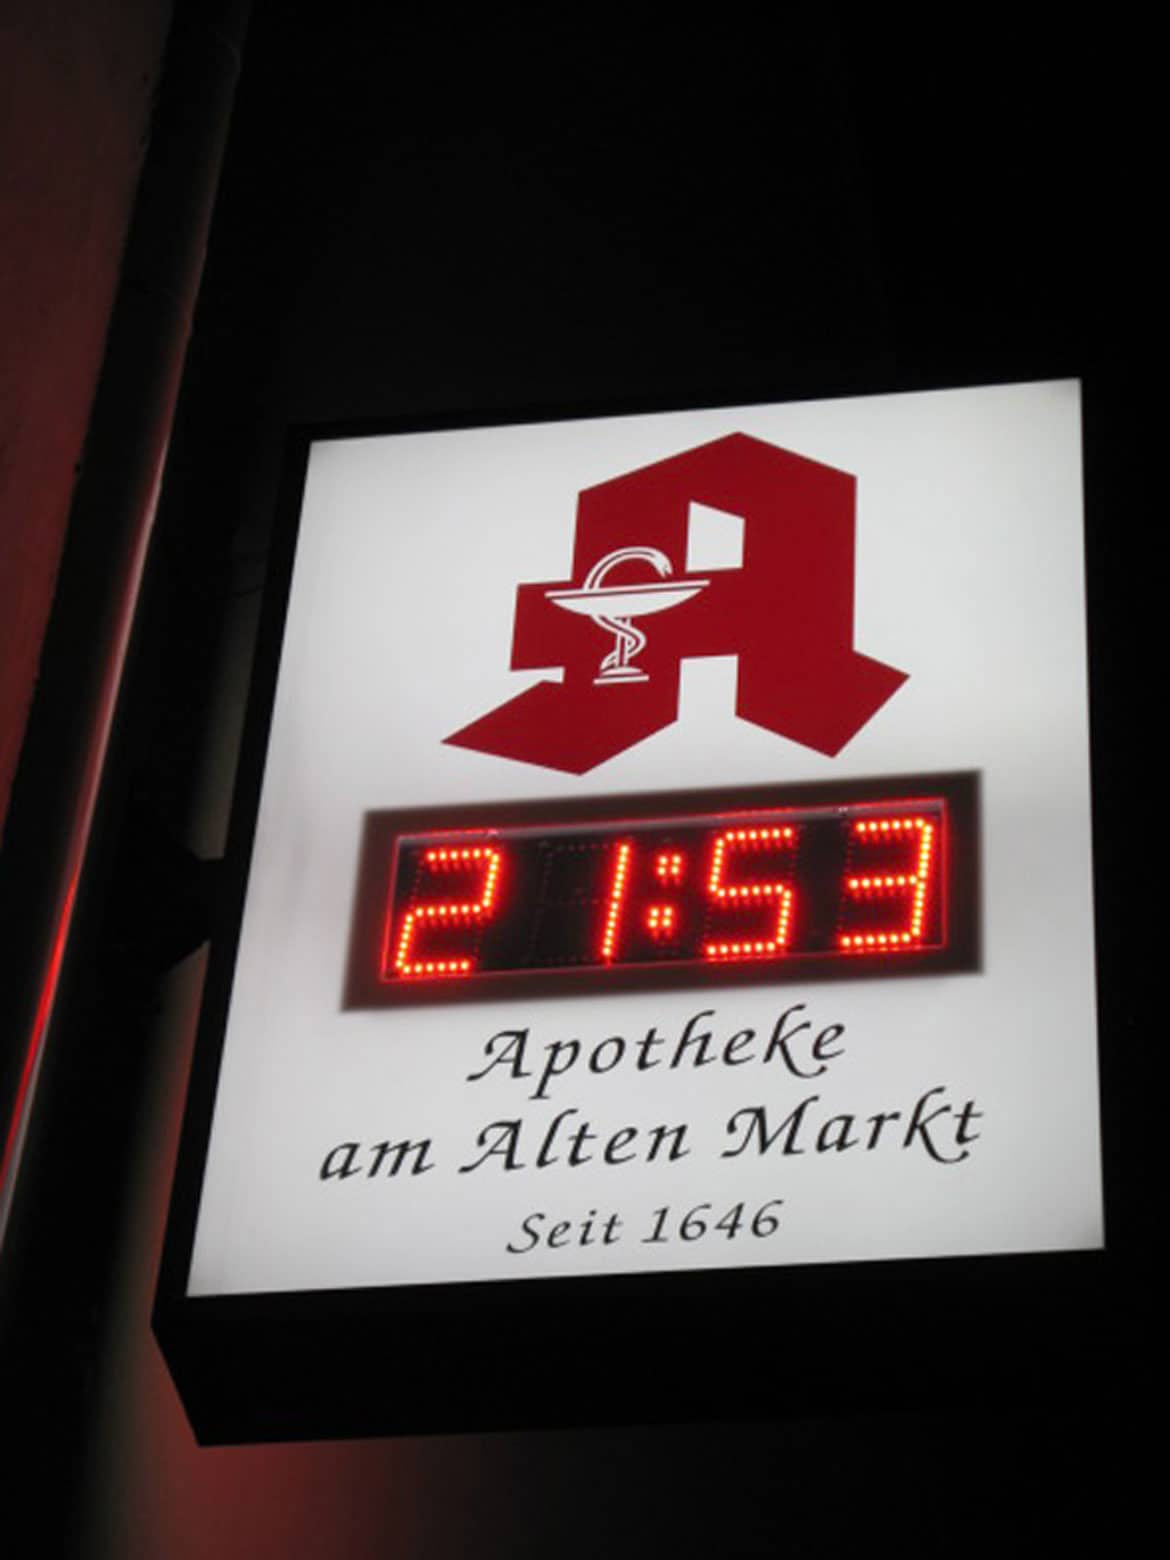 A
21:53
Apotheke
am Alten Markt
Seit 1646